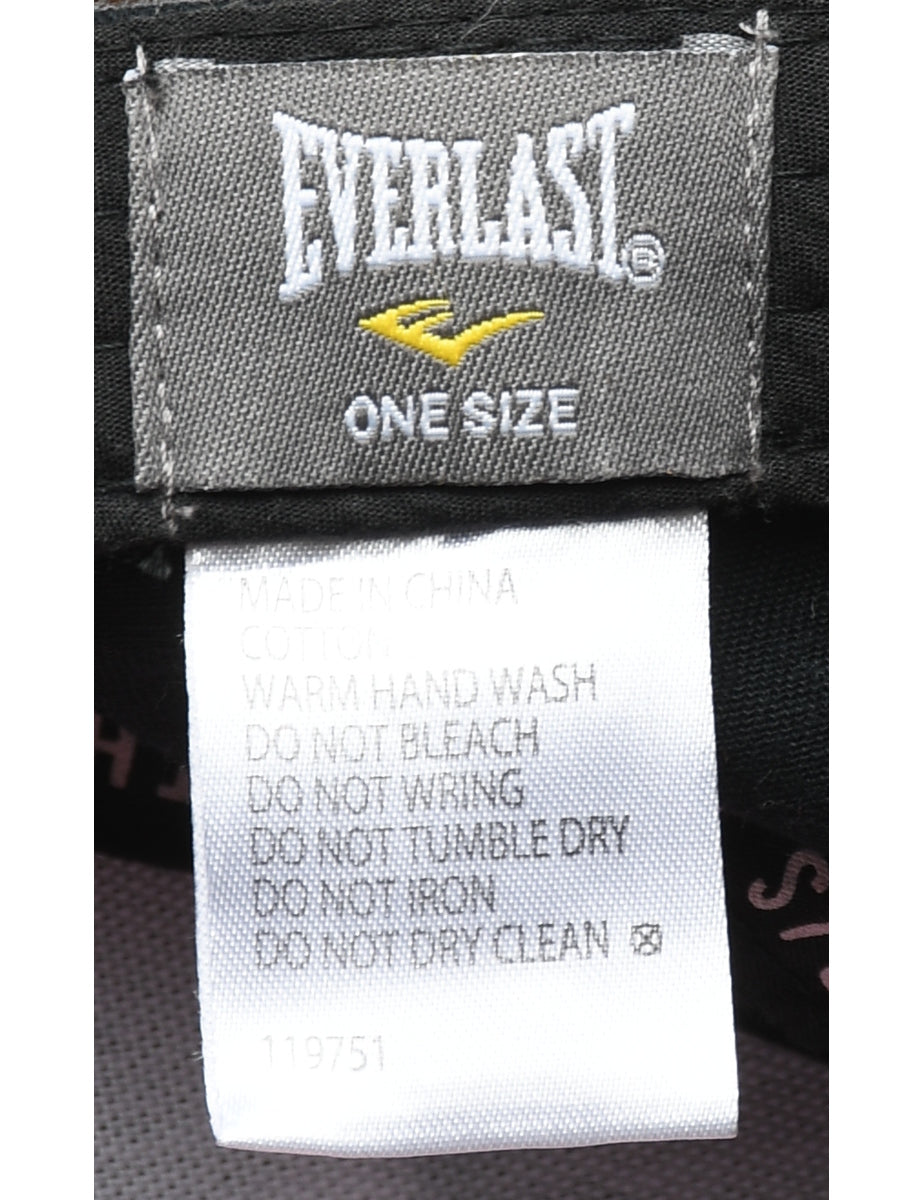 EVERLAST®
ONE SIZE
MADE IN CHINA
COTTON
WARM HAND WASH
DO NOT BLEACH
DO NOT WRING
DO NOT TUMBLE DRY
DO NOT IRON
DO NOT DRY CLEAN
119751